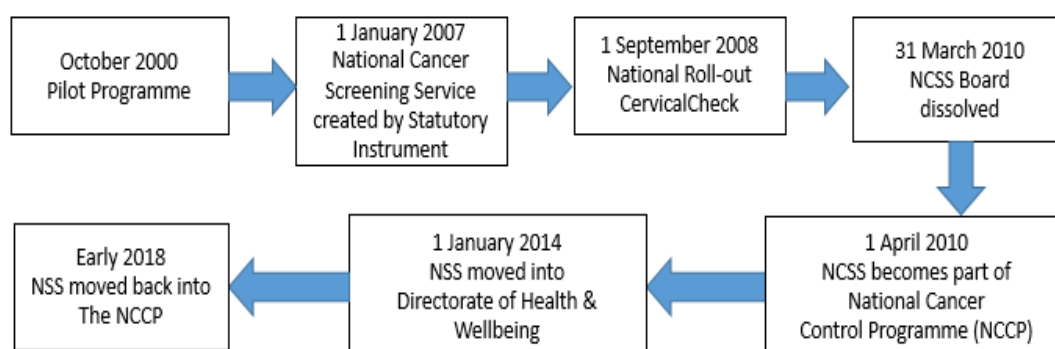 October 2000
Pilot Programme
1 January 2007
National Cancer
Screening Service
created by Statutory
Instrument
1 September 2008
National Roll-out
CervicalCheck
31 March 2010
NCSS Board
dissolved
1 April 2010
NCSS becomes part of
National Cancer
Control Programme (NCCP)
1 January 2014
NSS moved into
Directorate of Health &
Wellbeing
Early 2018
NSS moved back into
The NCCP